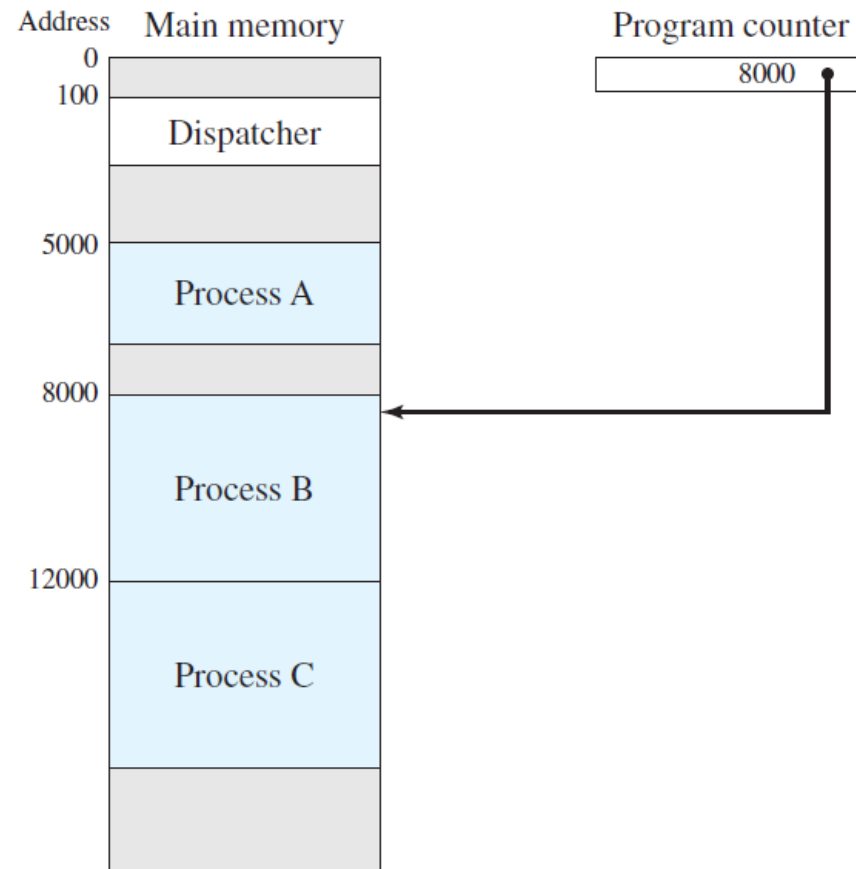 Address Main memory Program counter
0
8000
100
Dispatcher
5000
Process A
8000
Process B
12000
Process C